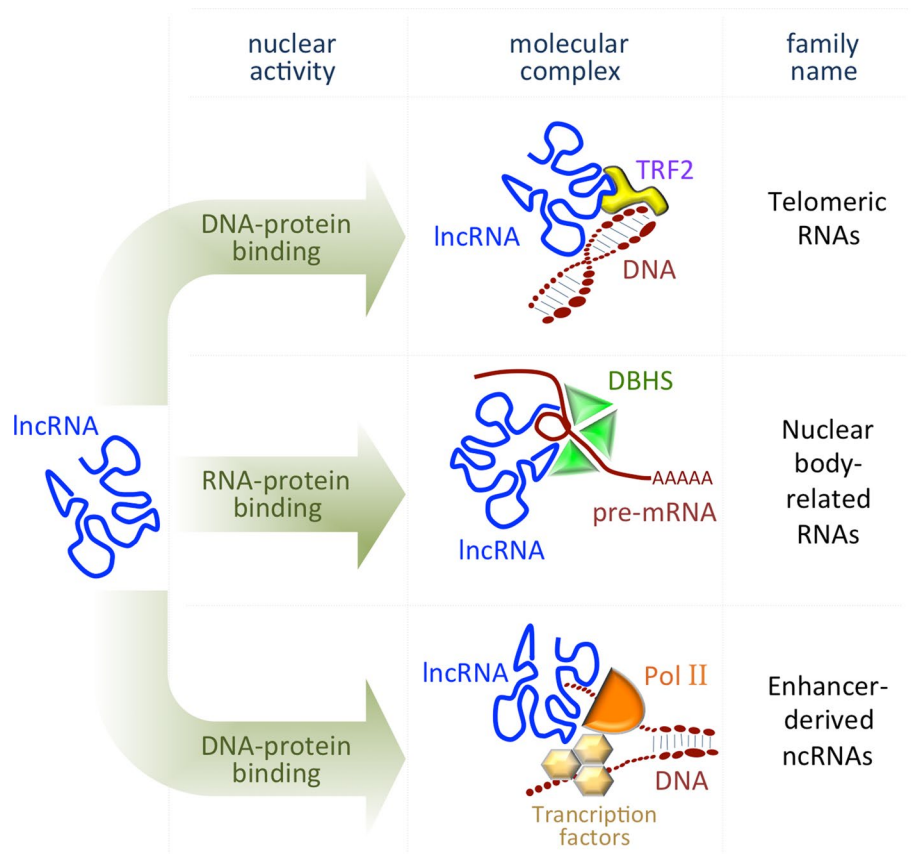 nuclear
activity
molecular
complex
family
name
DNA-protein
binding
TRF2
lncRNA
DNA
Telomeric
RNAs
lncRNA
RNA-protein
binding
DBHS
AAAAA
pre-mRNA
lncRNA
Nuclear
body-
related
RNAs
DNA-protein
binding
lncRNA
Pol II
DNA
Trancription
factors
Enhancer-
derived
ncRNAs